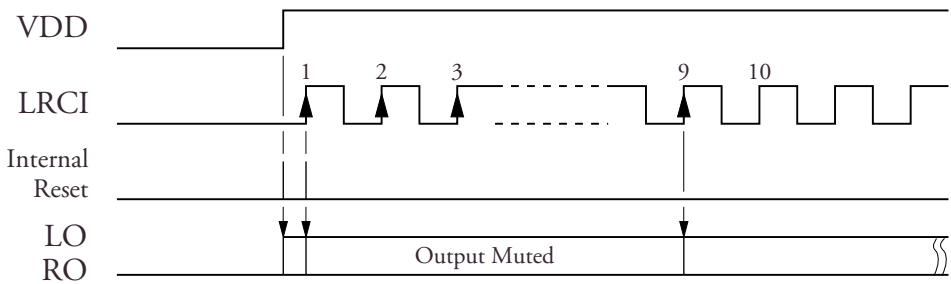 VDD
1 2 3 9 10
LRCI
Internal
Reset
LO
Output Muted
RO